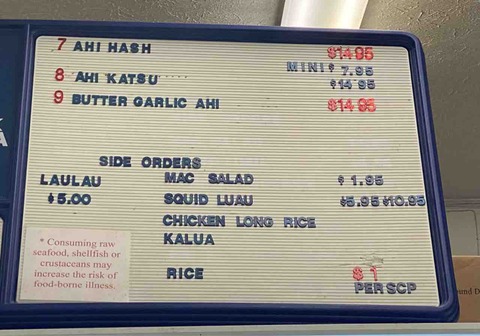 7 AHI HASH $14.95
MINI $ 7.95
8 AHI KATSU $14.95
9 BUTTER GARLIC AHI $14.95
SIDE ORDERS
LAULAU MAC SALAD $ 1.95
$5.00 SQUID LUAU $5.95 $10.95
CHICKEN LONG RICE
KALUA
RICE $ 1
PER SCP
* Consuming raw
seafood, shellfish or
crustaceans may
increase the risk of
food-borne illness.